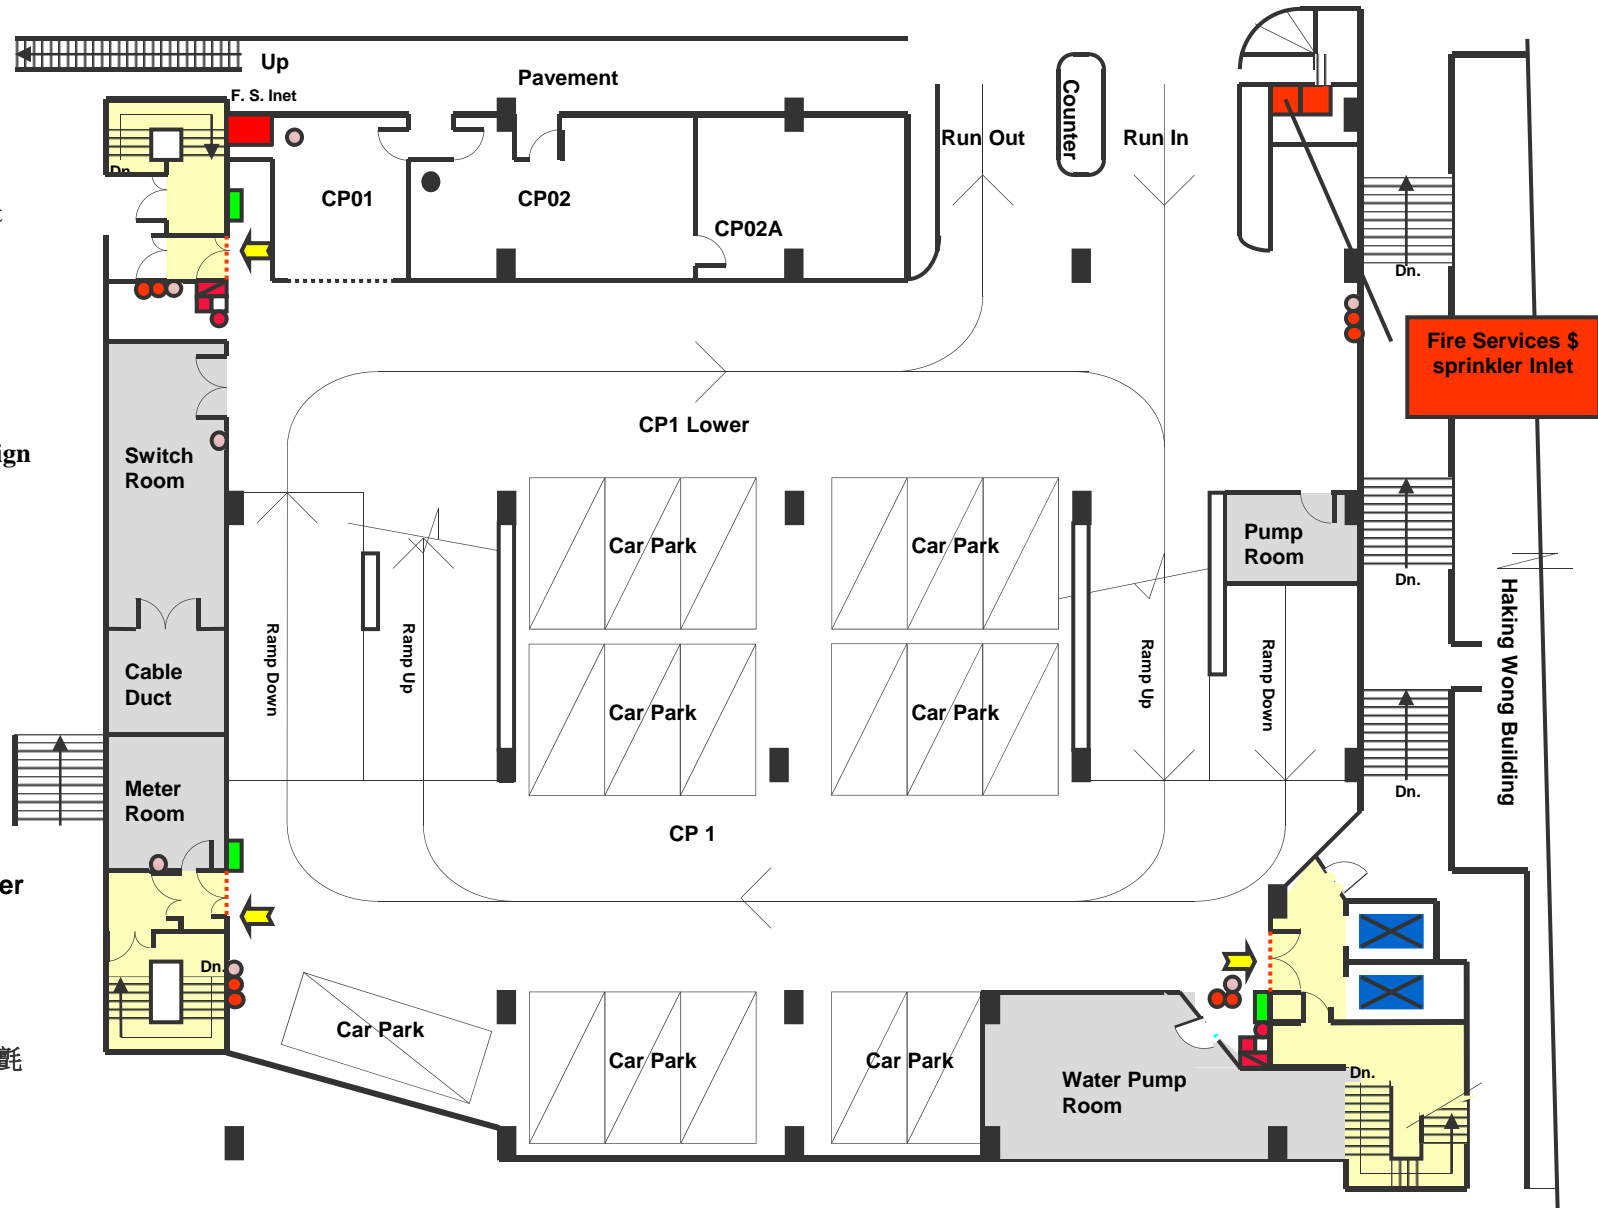 Up
Pavement
F. S. Inet
Counter
Run Out
Run In
Dn.
CP01
CP02
CP02A
Dn.
Fire Services $
sprinkler Inlet
CP1 Lower
ign
Switch
Room
Car Park
Car Park
Pump
Room
Dn.
Haking Wong Building
Ramp Down
Ramp Up
Ramp Up
Ramp Down
Cable
Duct
Car Park
Car Park
Meter
Room
Dn.
CP 1
er
Dn.
Car Park
Car Park
Car Park
Water Pump
Room
Dn.
氈